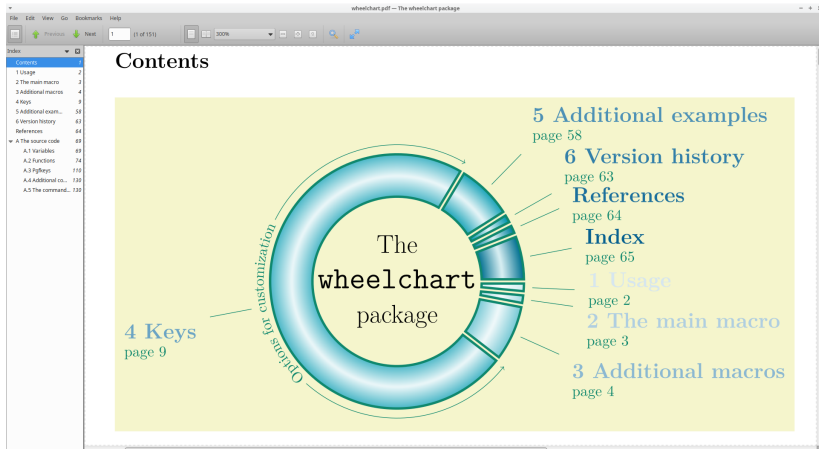 wheelchart.pdf — The wheelchart package
File Edit View Go Bookmarks Help
Previous Next 1 (1 of 151) 300%
Index
Contents 1
1 Usage 2
2 The main macro 3
3 Additional macros 4
4 Keys 9
5 Additional exam... 58
6 Version history 63
References 64
A The source code 69
A.1 Variables 69
A.2 Functions 74
A.3 Pgfkeys 110
A.4 Additional co... 130
A.5 The command... 130
Contents
5 Additional examples
page 58
6 Version history
page 63
References
page 64
Index
page 65
1 Usage
page 2
2 The main macro
page 3
3 Additional macros
page 4
4 Keys
page 9
Options for customization
The
wheelchart
package